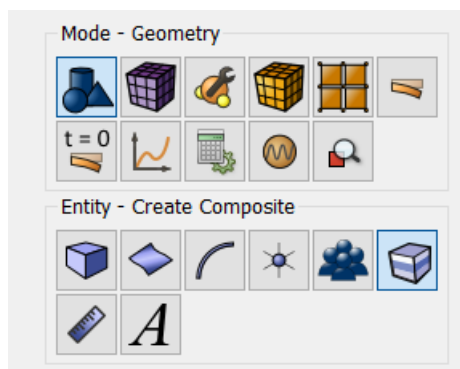 Mode - Geometry
t = 0
Entity - Create Composite
A